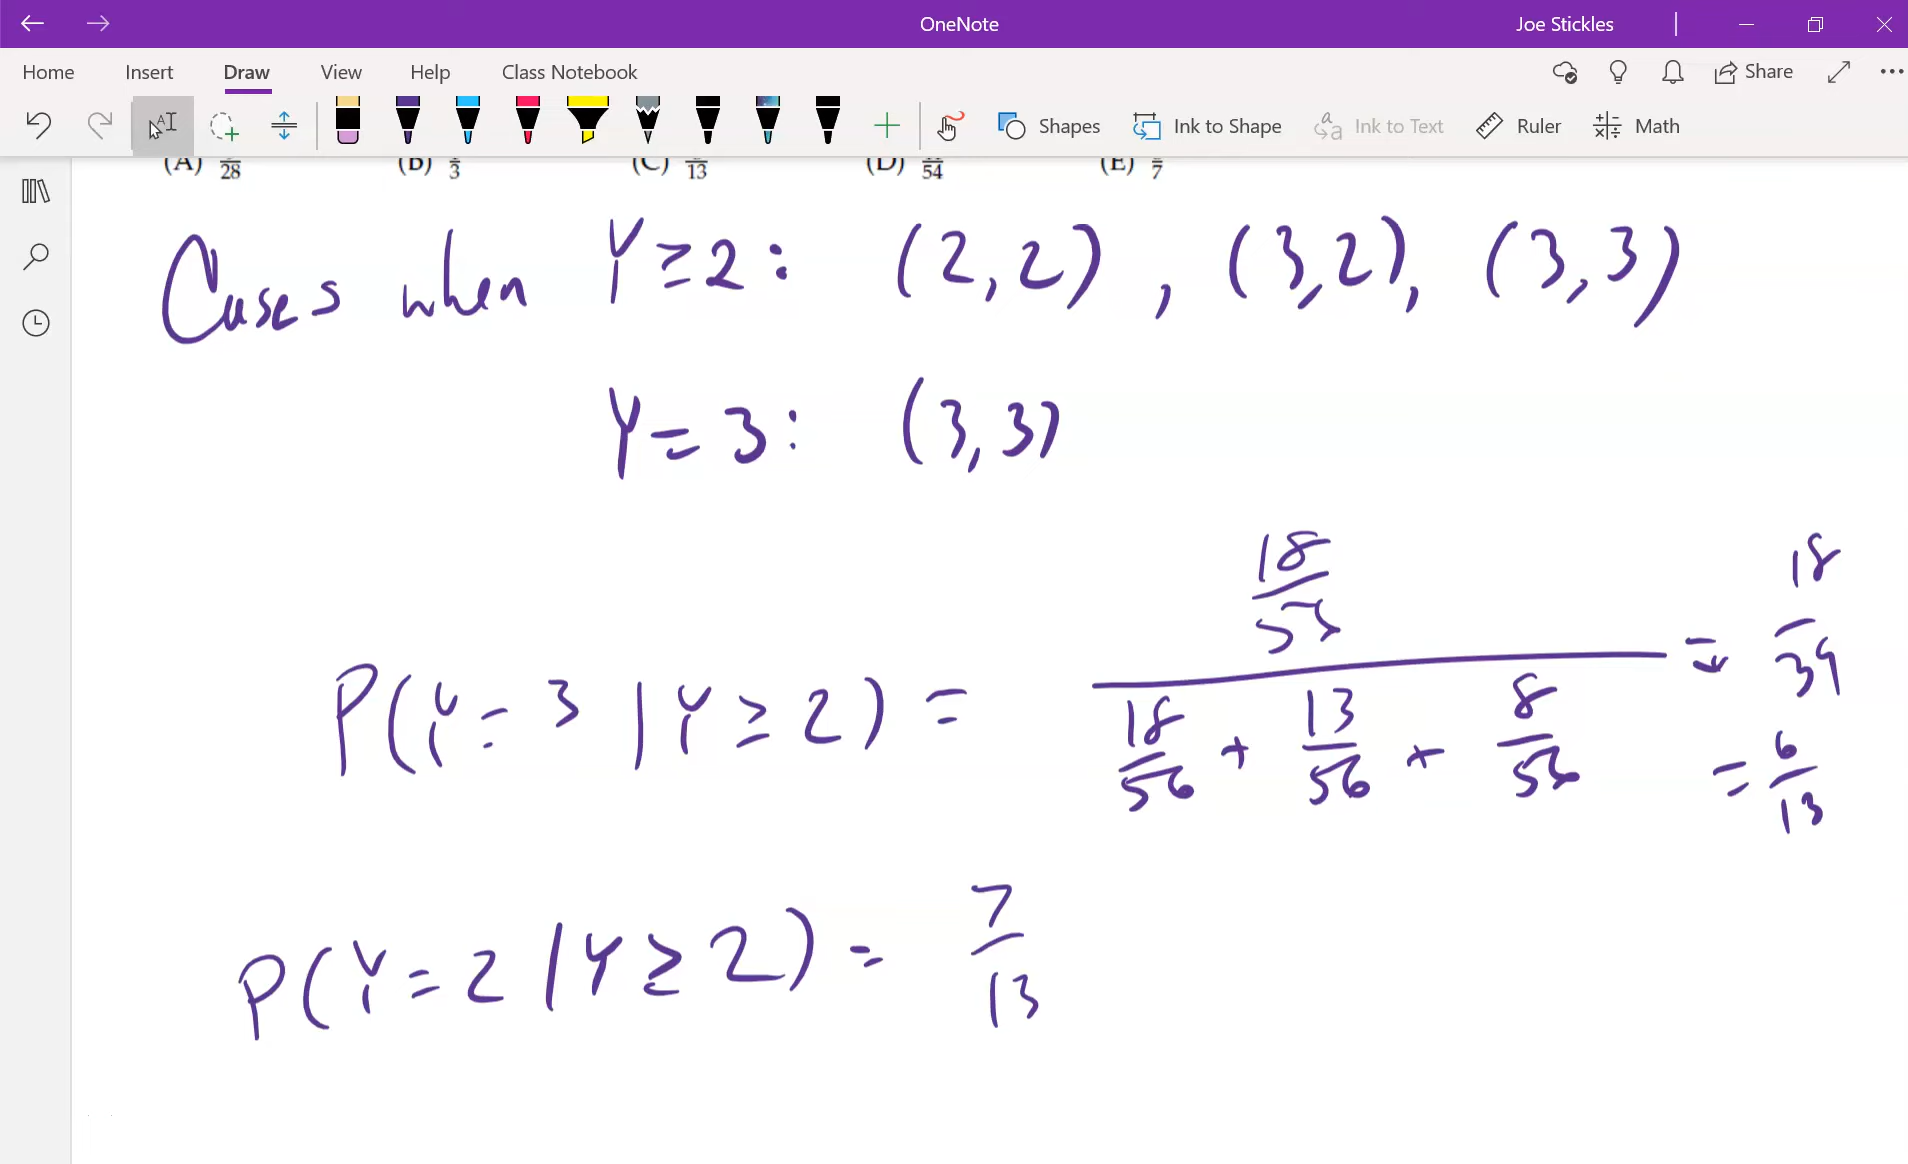 OneNote
Joe Stickles
Home Insert Draw View Help Class Notebook
Share
Shapes Ink to Shape Ink to Text Ruler Math
(A) 28 (B) 3 (C) 13 (D) 54 (E) 7
Cases when Y ≥ 2 : (2,2) , (3,2), (3,3)
Y = 3 : (3,3)
P(Y = 3 | Y ≥ 2) = (18/56) / (18/56 + 13/56 + 8/56) = 18/39
= 6/13
P(Y = 2 | Y ≥ 2) = 7/13